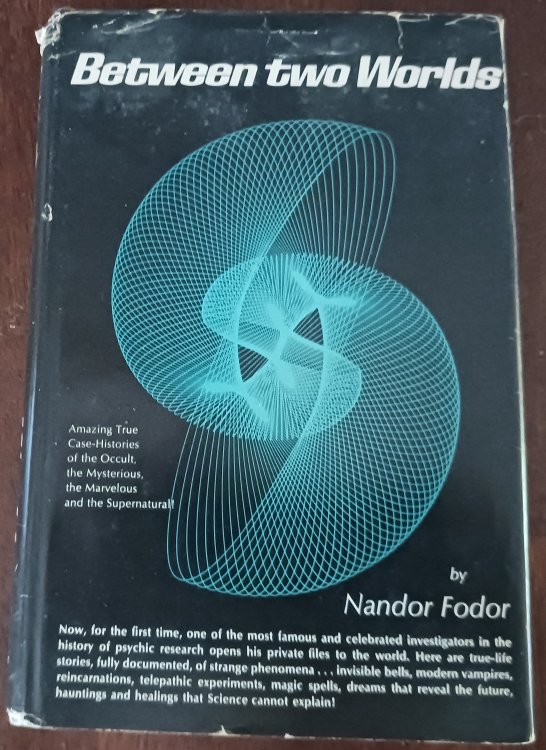 Between two Worlds
Amazing True
Case-Histories
of the Occult,
the Mysterious,
the Marvelous
and the Supernatural!
by
Nandor Fodor
Now, for the first time, one of the most famous and celebrated investigators in the
history of psychic research opens his private files to the world. Here are true-life
stories, fully documented, of strange phenomena . . . invisible bells, modern vampires,
reincarnations, telepathic experiments, magic spells, dreams that reveal the future,
hauntings and healings that Science cannot explain!